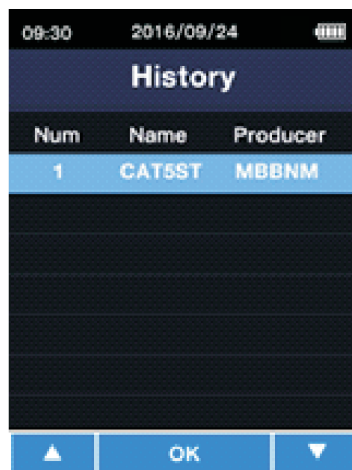 09:30 2016/09/24
History
Num Name Producer
1 CAT5ST MBBNM
OK